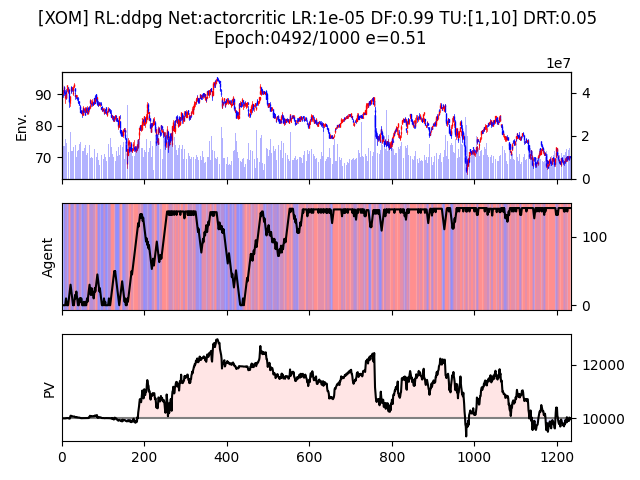 [XOM] RL:ddpg Net:actorcritic LR:1e-05 DF:0.99 TU:[1,10] DRT:0.05
Epoch:0492/1000 e=0.51
1e7
90
80
70
Env.
4
2
0
Agent
100
0
PV
12000
10000
0
200
400
600
800
1000
1200